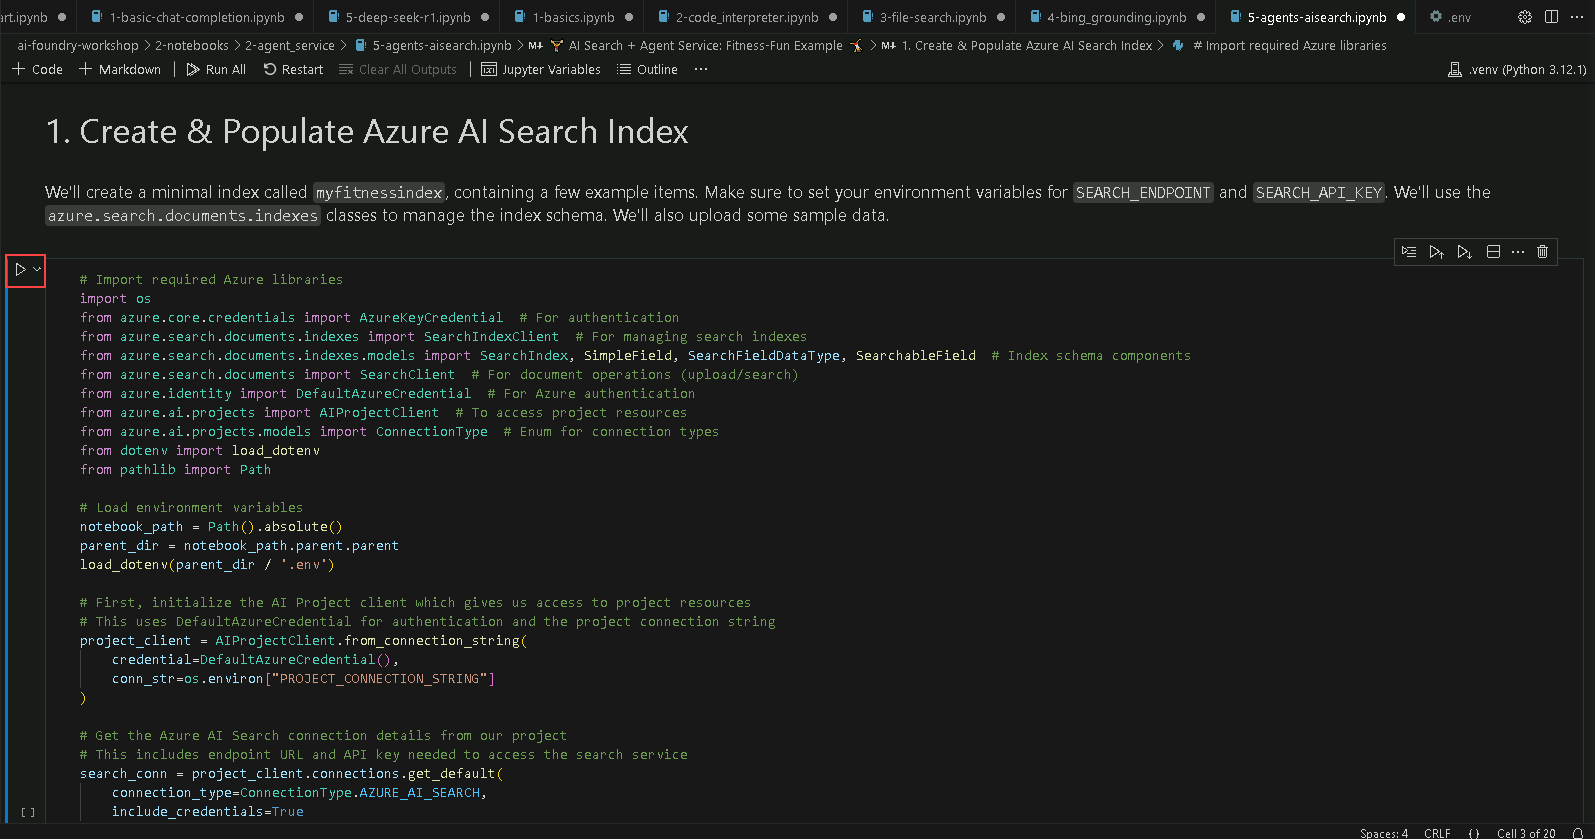 art.ipynb 1-basic-chat-completion.ipynb 5-deep-seek-r1.ipynb 1-basics.ipynb 2-code_interpreter.ipynb 3-file-search.ipynb 4-bing_grounding.ipynb 5-agents-aisearch.ipynb .env
ai-foundry-workshop > 2-notebooks > 2-agent_service > 5-agents-aisearch.ipynb > M↓ AI Search + Agent Service: Fitness-Fun Example > M↓ 1. Create & Populate Azure AI Search Index > # Import required Azure libraries
+ Code + Markdown | Run All Restart Clear All Outputs | Jupyter Variables Outline ··· .venv (Python 3.12.1)
1. Create & Populate Azure AI Search Index
We'll create a minimal index called myfitnessindex, containing a few example items. Make sure to set your environment variables for SEARCH_ENDPOINT and SEARCH_API_KEY. We'll use the
azure.search.documents.indexes classes to manage the index schema. We'll also upload some sample data.
# Import required Azure libraries
import os
from azure.core.credentials import AzureKeyCredential # For authentication
from azure.search.documents.indexes import SearchIndexClient # For managing search indexes
from azure.search.documents.indexes.models import SearchIndex, SimpleField, SearchFieldDataType, SearchableField # Index schema components
from azure.search.documents import SearchClient # For document operations (upload/search)
from azure.identity import DefaultAzureCredential # For Azure authentication
from azure.ai.projects import AIProjectClient # To access project resources
from azure.ai.projects.models import ConnectionType # Enum for connection types
from dotenv import load_dotenv
from pathlib import Path
# Load environment variables
notebook_path = Path().absolute()
parent_dir = notebook_path.parent.parent
load_dotenv(parent_dir / '.env')
# First, initialize the AI Project client which gives us access to project resources
# This uses DefaultAzureCredential for authentication and the project connection string
project_client = AIProjectClient.from_connection_string(
credential=DefaultAzureCredential(),
conn_str=os.environ["PROJECT_CONNECTION_STRING"]
)
# Get the Azure AI Search connection details from our project
# This includes endpoint URL and API key needed to access the search service
search_conn = project_client.connections.get_default(
connection_type=ConnectionType.AZURE_AI_SEARCH,
[ ] include_credentials=True
Spaces: 4 CRLF {} Cell 3 of 20